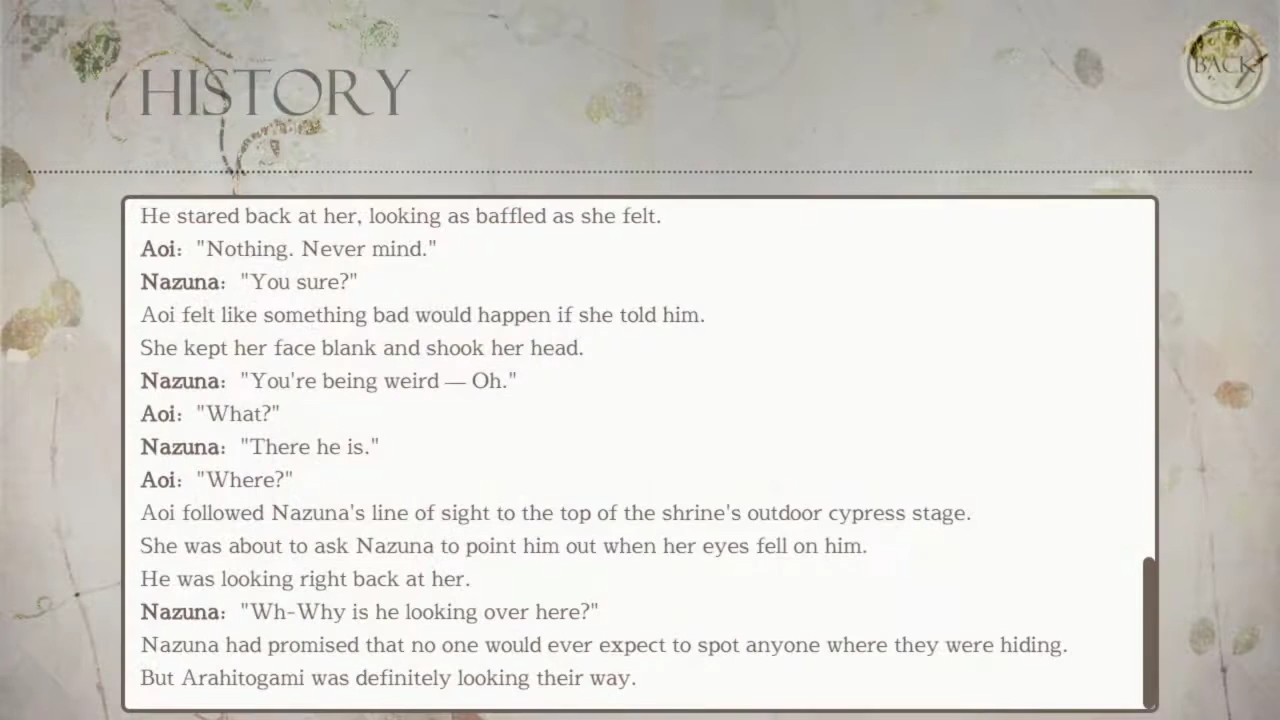 HISTORY
BACK
He stared back at her, looking as baffled as she felt.
Aoi: "Nothing. Never mind."
Nazuna: "You sure?"
Aoi felt like something bad would happen if she told him.
She kept her face blank and shook her head.
Nazuna: "You're being weird — Oh."
Aoi: "What?"
Nazuna: "There he is."
Aoi: "Where?"
Aoi followed Nazuna's line of sight to the top of the shrine's outdoor cypress stage.
She was about to ask Nazuna to point him out when her eyes fell on him.
He was looking right back at her.
Nazuna: "Wh-Why is he looking over here?"
Nazuna had promised that no one would ever expect to spot anyone where they were hiding.
But Arahitogami was definitely looking their way.